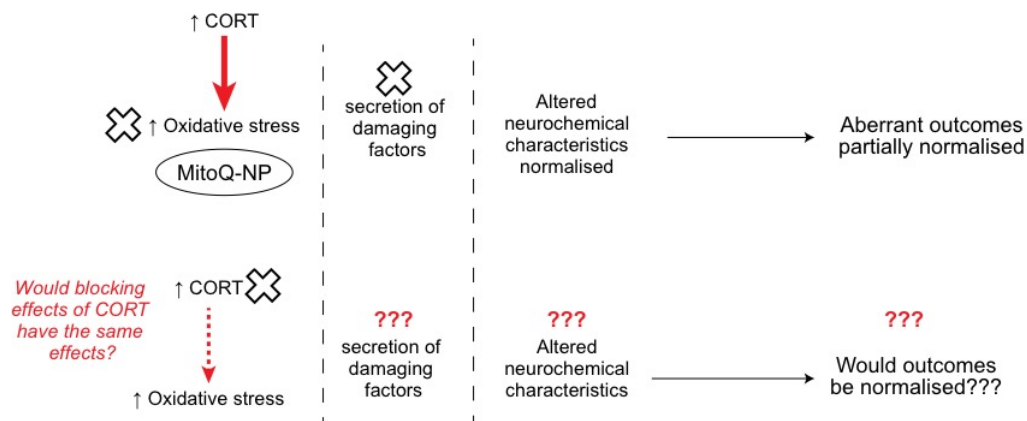 ↑ CORT
↑ Oxidative stress
MitoQ-NP
secretion of
damaging
factors
Altered
neurochemical
characteristics
normalised
Aberrant outcomes
partially normalised
Would blocking
effects of CORT
have the same
effects?
↑ CORT
↑ Oxidative stress
???
secretion of
damaging
factors
???
Altered
neurochemical
characteristics
???
Would outcomes
be normalised???